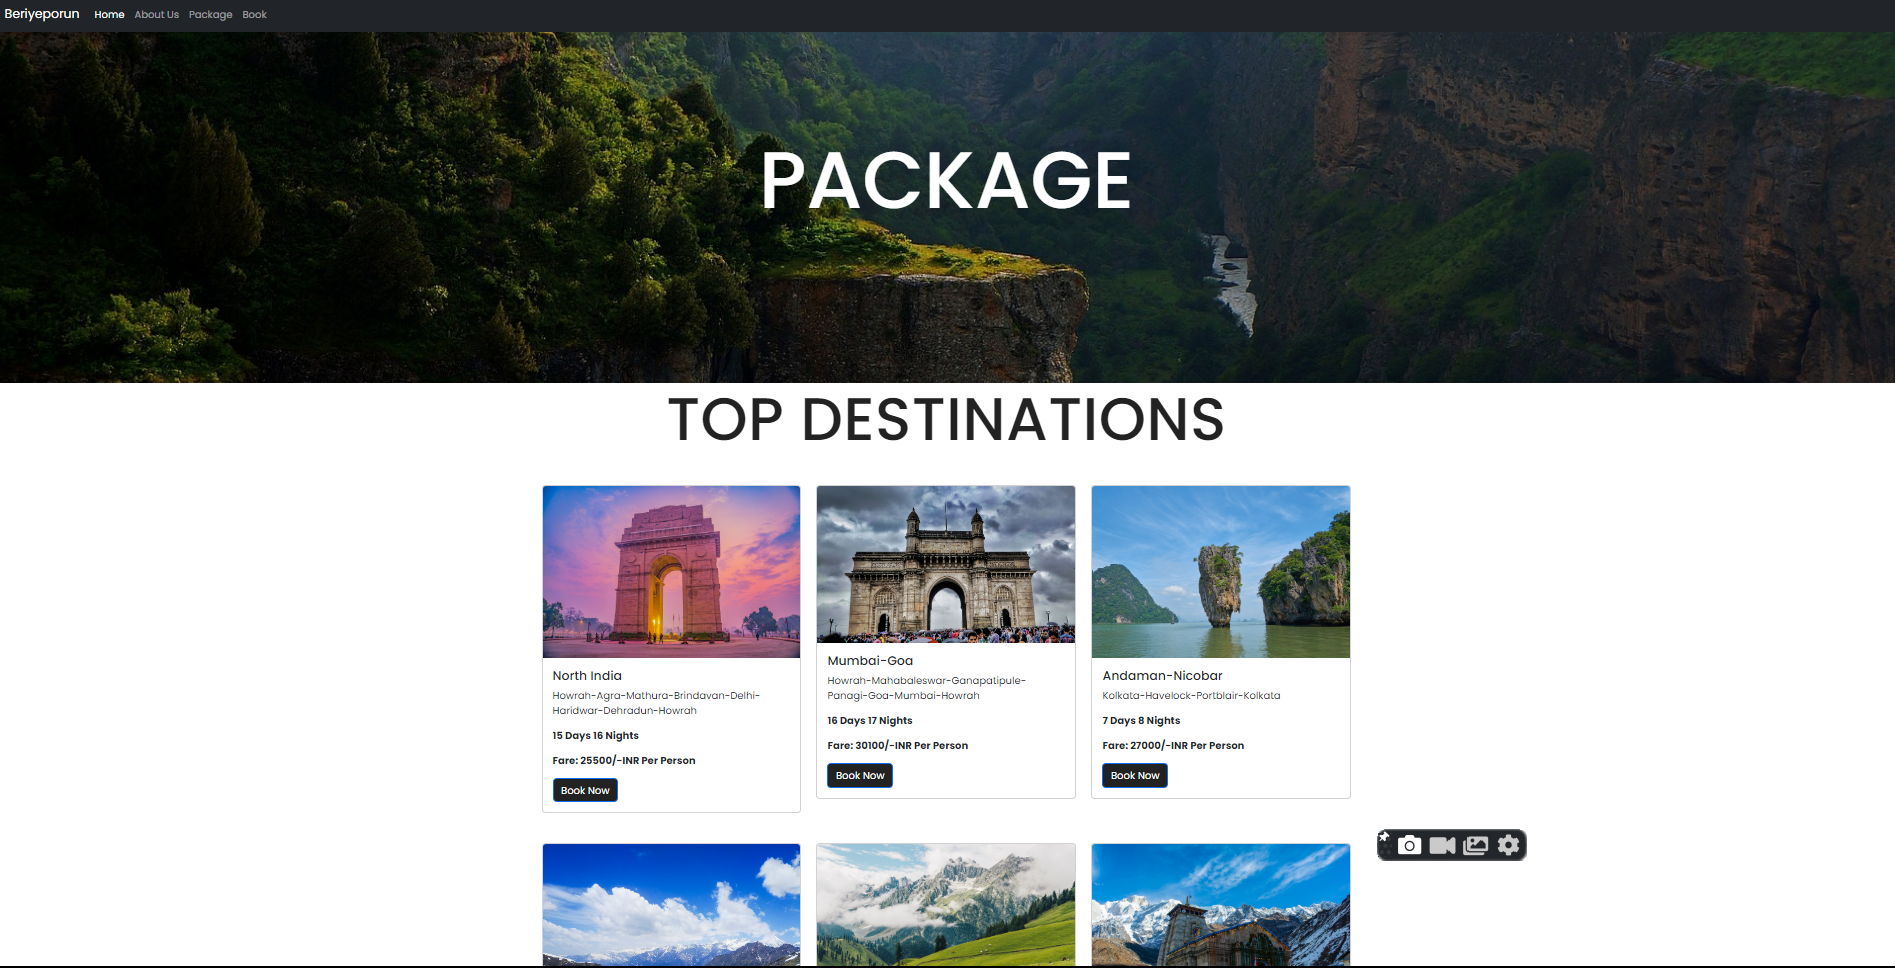 Beriyeporun Home About Us Package Book
PACKAGE
TOP DESTINATIONS
North India
Howrah-Agra-Mathura-Brindavan-Delhi-
Haridwar-Dehradun-Howrah
15 Days 16 Nights
Fare: 25500/-INR Per Person
Book Now
Mumbai-Goa
Howrah-Mahabaleswar-Ganapatipule-
Panagi-Goa-Mumbai-Howrah
16 Days 17 Nights
Fare: 30100/-INR Per Person
Book Now
Andaman-Nicobar
Kolkata-Havelock-Portblair-Kolkata
7 Days 8 Nights
Fare: 27000/-INR Per Person
Book Now